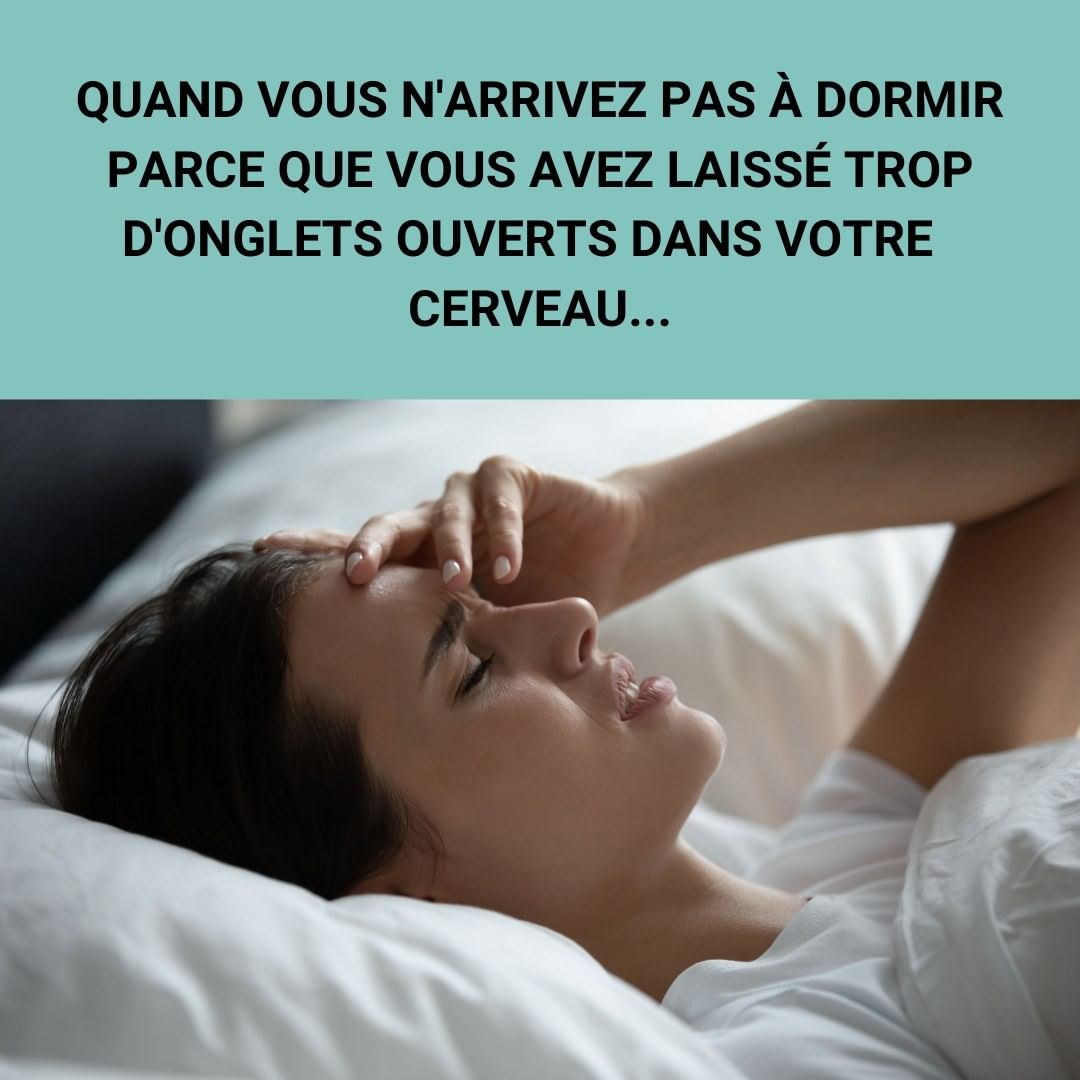 QUAND VOUS N'ARRIVEZ PAS À DORMIR
PARCE QUE VOUS AVEZ LAISSÉ TROP
D'ONGLETS OUVERTS DANS VOTRE
CERVEAU...